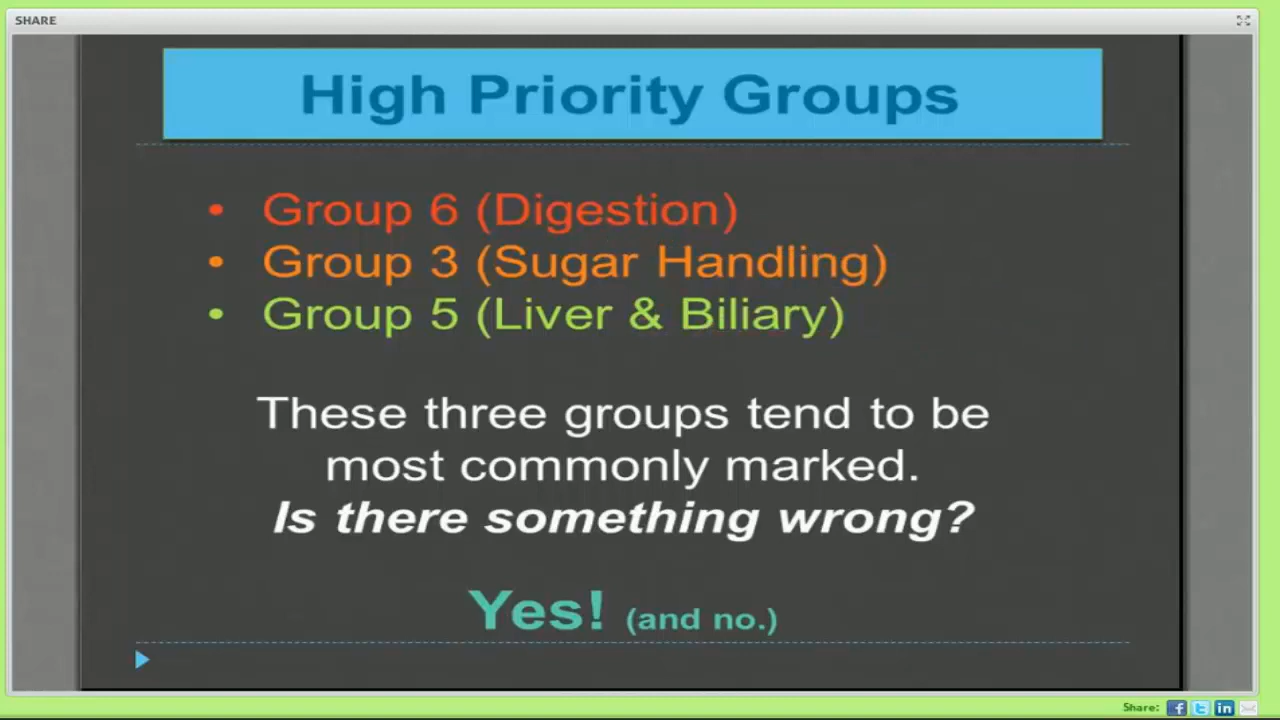 SHARE
High Priority Groups
• Group 6 (Digestion)
• Group 3 (Sugar Handling)
• Group 5 (Liver & Biliary)
These three groups tend to be
most commonly marked.
Is there something wrong?
Yes! (and no.)
Share: